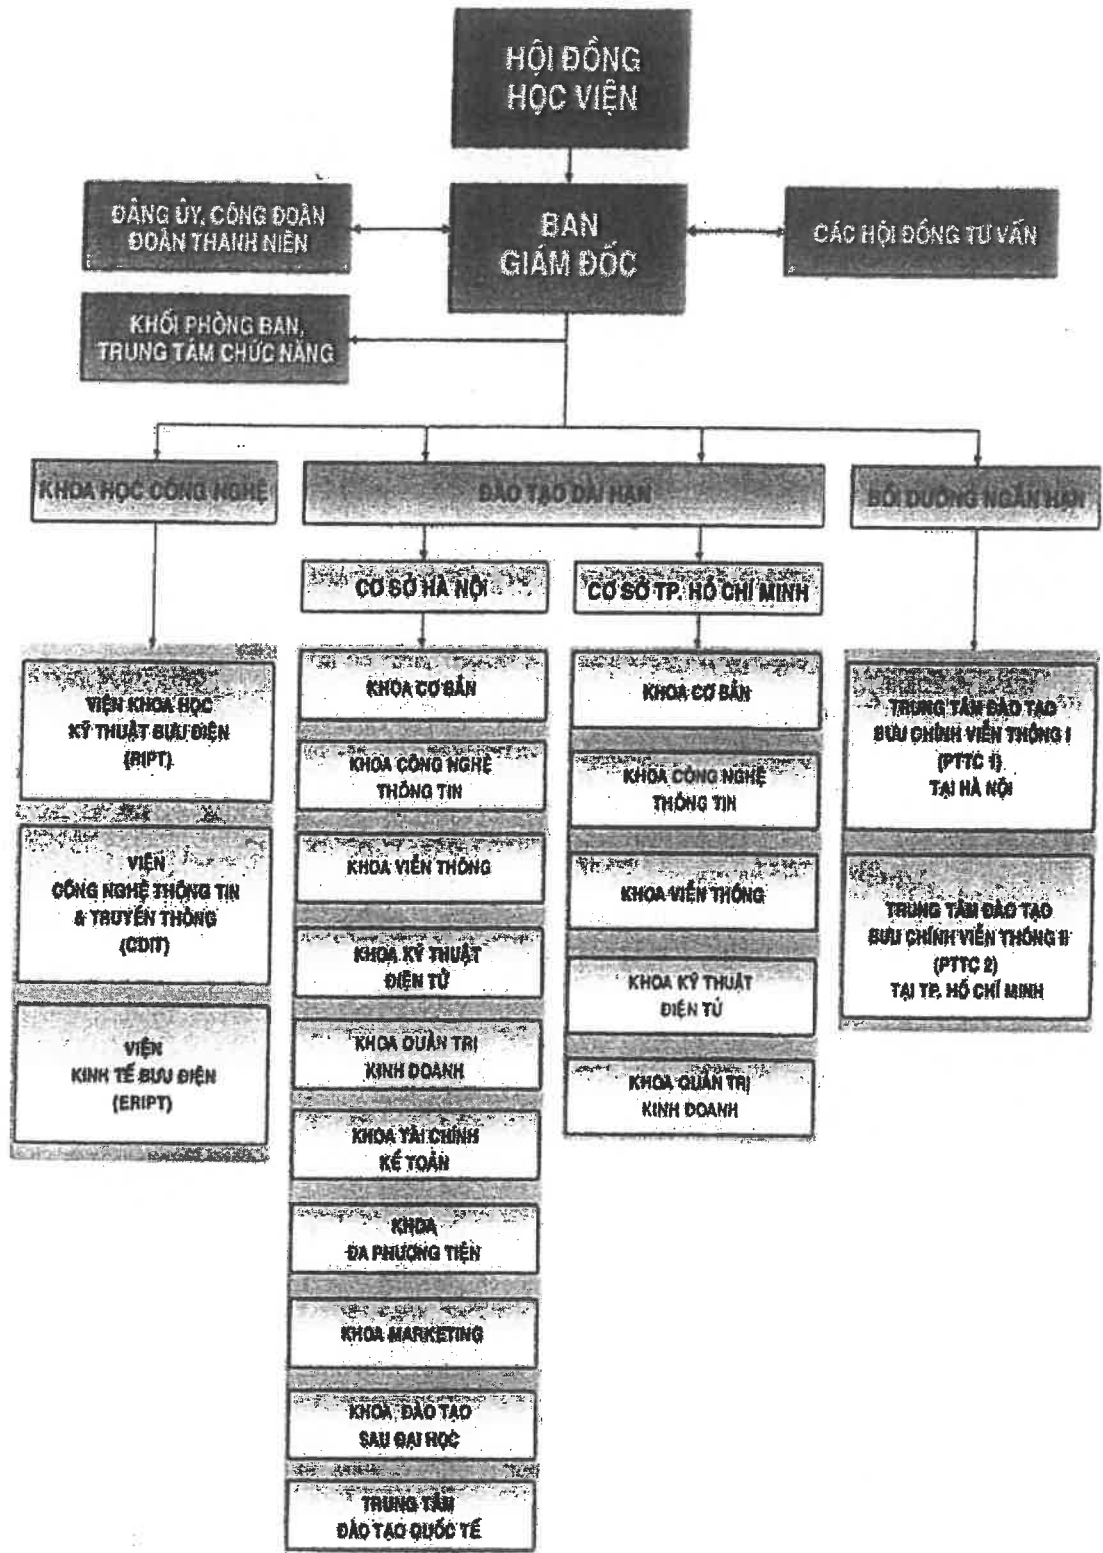 HỘI ĐỒNG
HỌC VIỆN
ĐẢNG ỦY, CÔNG ĐOÀN
ĐOÀN THANH NIÊN
BAN
GIÁM ĐỐC
CÁC HỘI ĐỒNG TƯ VẤN
KHỐI PHÒNG BAN,
TRUNG TÂM CHỨC NĂNG
KHOA HỌC CÔNG NGHỆ
ĐÀO TẠO DÀI HẠN
BỒI DƯỠNG NGẮN HẠN
CƠ SỞ HÀ NỘI
CƠ SỞ TP. HỒ CHÍ MINH
VIỆN KHOA HỌC
KỸ THUẬT BƯU ĐIỆN
(RIPT)
VIỆN
CÔNG NGHỆ THÔNG TIN
& TRUYỀN THÔNG
(CDIT)
VIỆN
KINH TẾ BƯU ĐIỆN
(ERIPT)
KHOA CƠ BẢN
KHOA CÔNG NGHỆ
THÔNG TIN
KHOA VIỄN THÔNG
KHOA KỸ THUẬT
ĐIỆN TỬ
KHOA QUẢN TRỊ
KINH DOANH
KHOA TÀI CHÍNH
KẾ TOÁN
KHOA
ĐA PHƯƠNG TIỆN
KHOA MARKETING
KHOA ĐÀO TẠO
SAU ĐẠI HỌC
TRUNG TÂM
ĐÀO TẠO QUỐC TẾ
KHOA CƠ BẢN
KHOA CÔNG NGHỆ
THÔNG TIN
KHOA VIỄN THÔNG
KHOA KỸ THUẬT
ĐIỆN TỬ
KHOA QUẢN TRỊ
KINH DOANH
TRUNG TÂM ĐÀO TẠO
BƯU CHÍNH VIỄN THÔNG I
(PTTC 1)
TẠI HÀ NỘI
TRUNG TÂM ĐÀO TẠO
BƯU CHÍNH VIỄN THÔNG II
(PTTC 2)
TẠI TP. HỒ CHÍ MINH